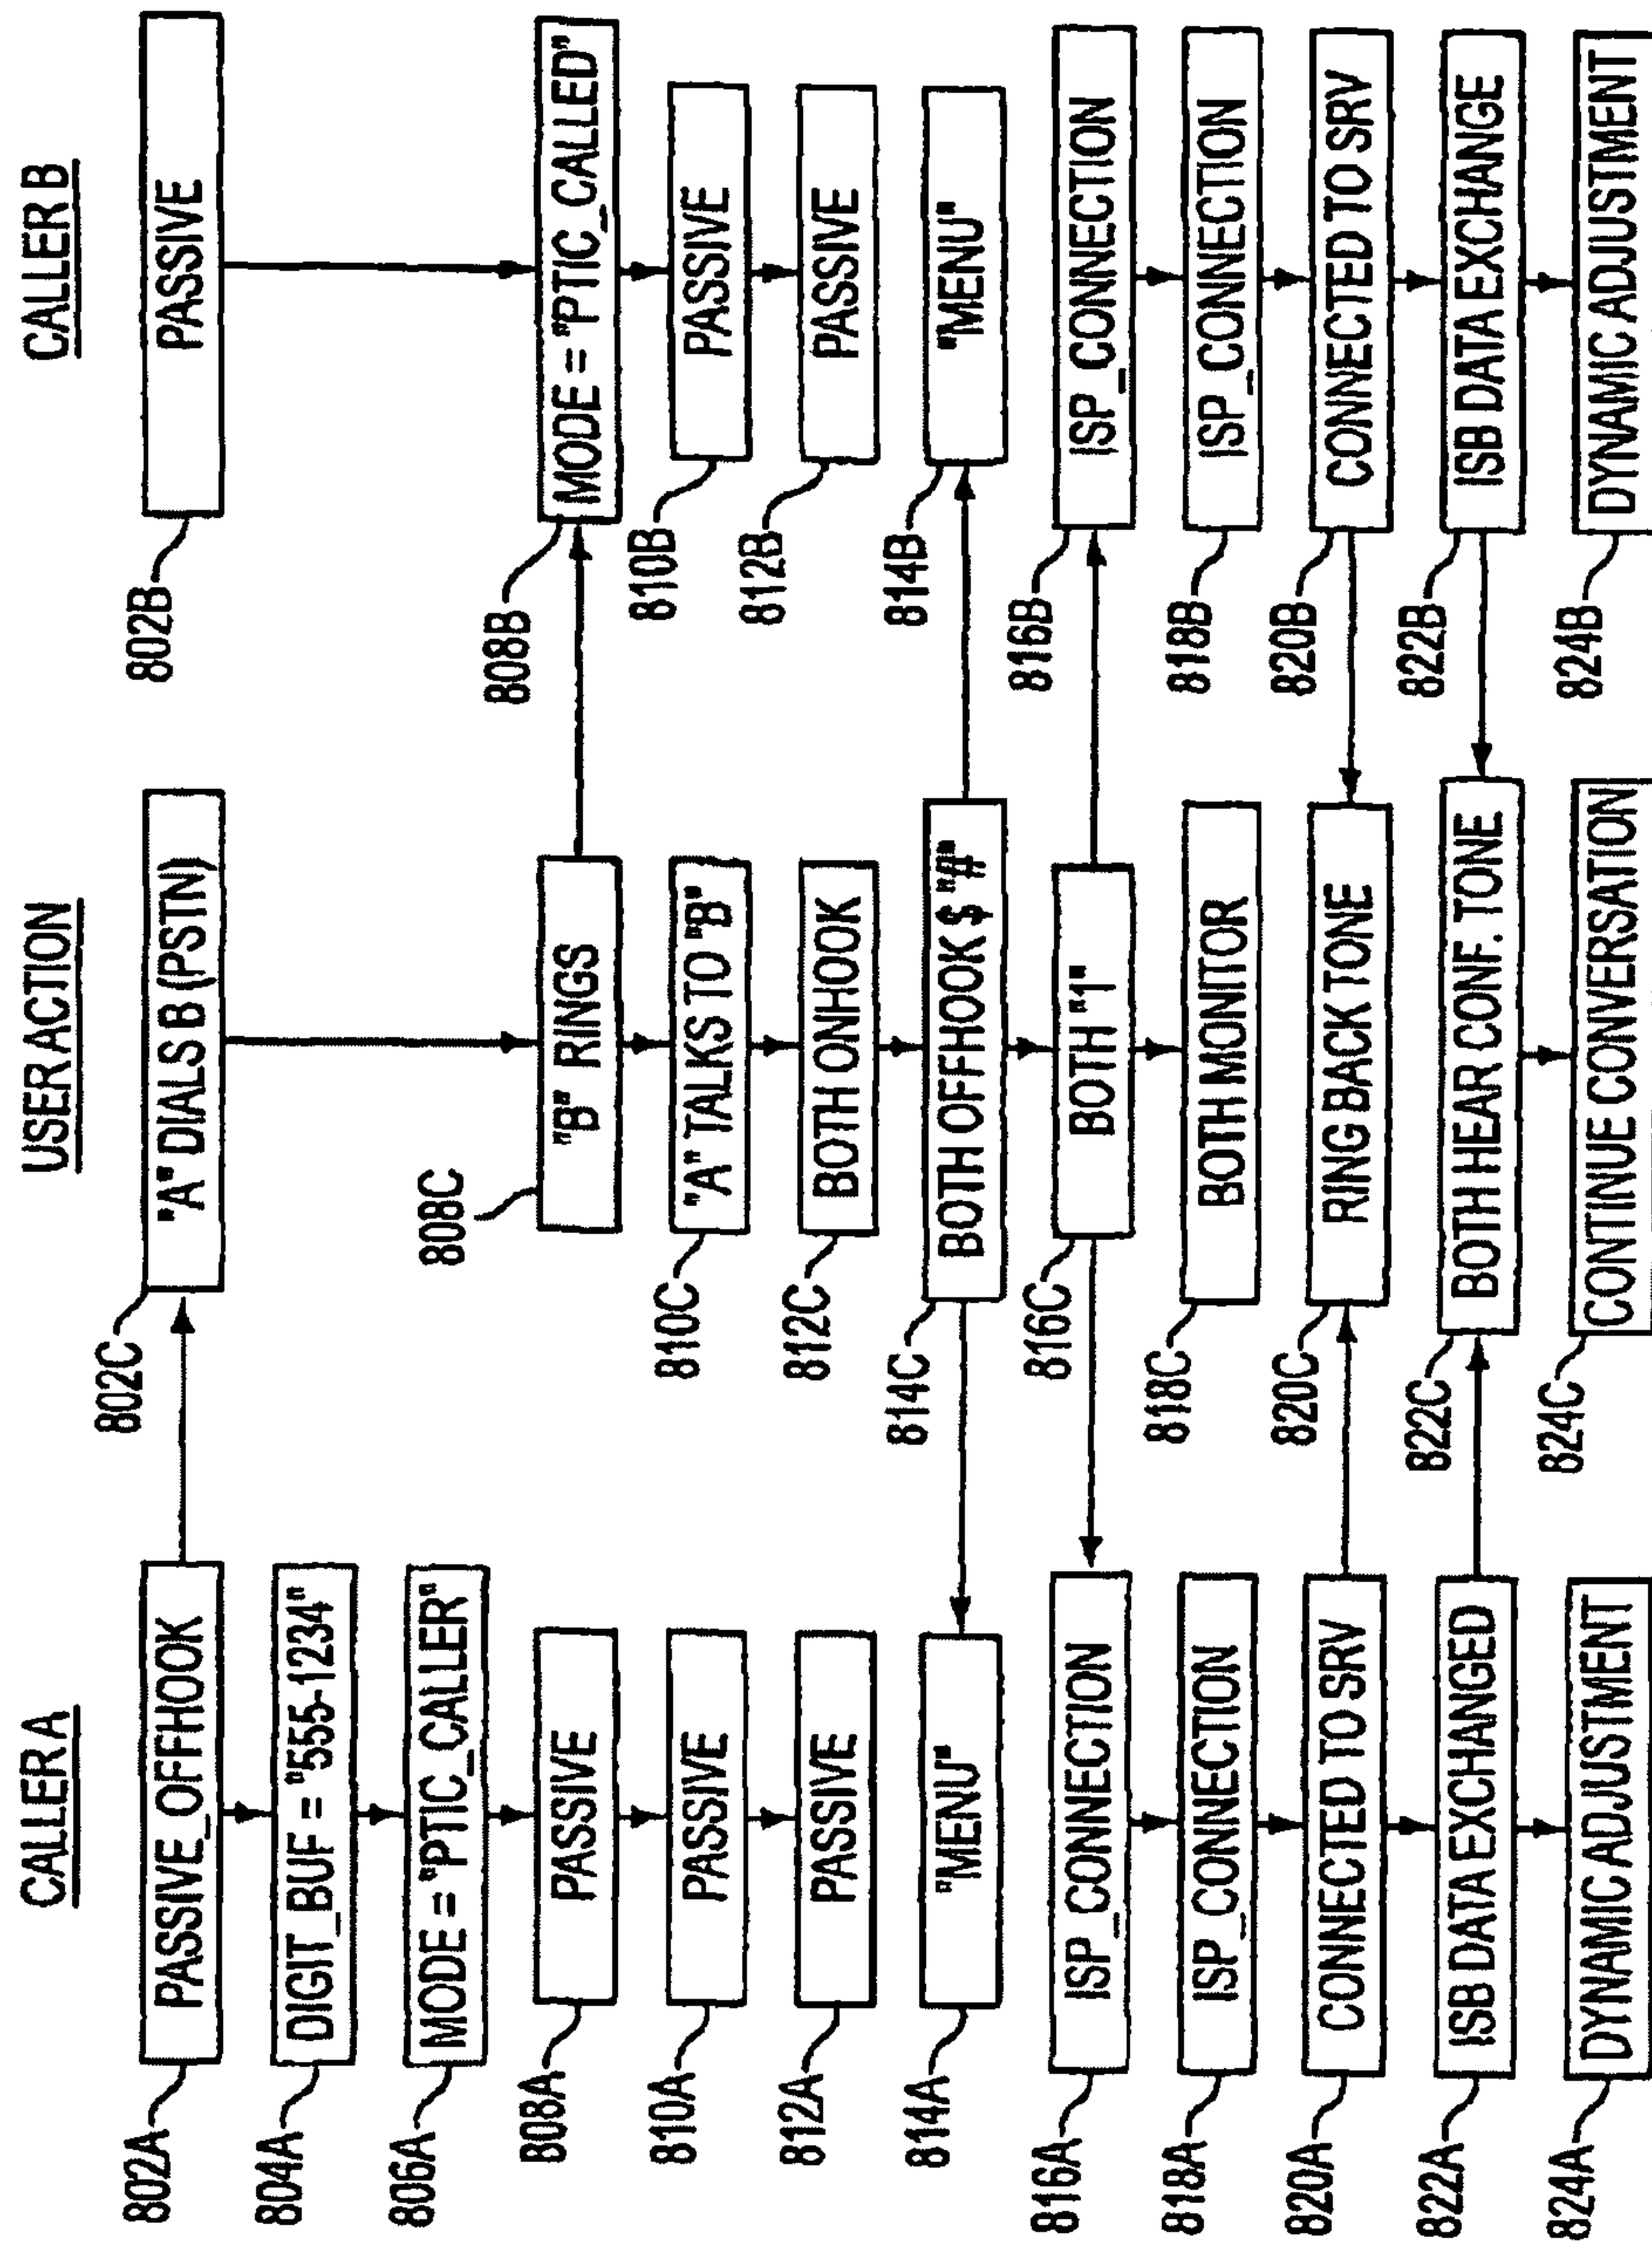 CALLER A
USER ACTION
CALLER B
802A
PASSIVE_OFFHOOK
802C
"A" DIALS B (PSTN)
802B
PASSIVE
804A
DIGIT_BUF = "555-1234"
806A
MODE = "PTIC_CALLER"
808A
PASSIVE
808C
"B" RINGS
808B
MODE = "PTIC_CALLED"
810A
PASSIVE
810C
"A" TALKS TO "B"
810B
PASSIVE
812A
PASSIVE
812C
BOTH ONHOOK
812B
PASSIVE
814A
"MENU"
814C
BOTH OFFHOOK $ "#"
814B
"MENU"
816A
ISP_CONNECTION
816C
BOTH "1"
816B
ISP_CONNECTION
818A
ISP_CONNECTION
818C
BOTH MONITOR
818B
ISP_CONNECTION
820A
CONNECTED TO SRV
820C
RING BACK TONE
820B
CONNECTED TO SRV
822A
ISB DATA EXCHANGED
822C
BOTH HEAR CONF. TONE
822B
ISB DATA EXCHANGE
824A
DYNAMIC ADJUSTMENT
824C
CONTINUE CONVERSATION
824B
DYNAMIC ADJUSTMENT